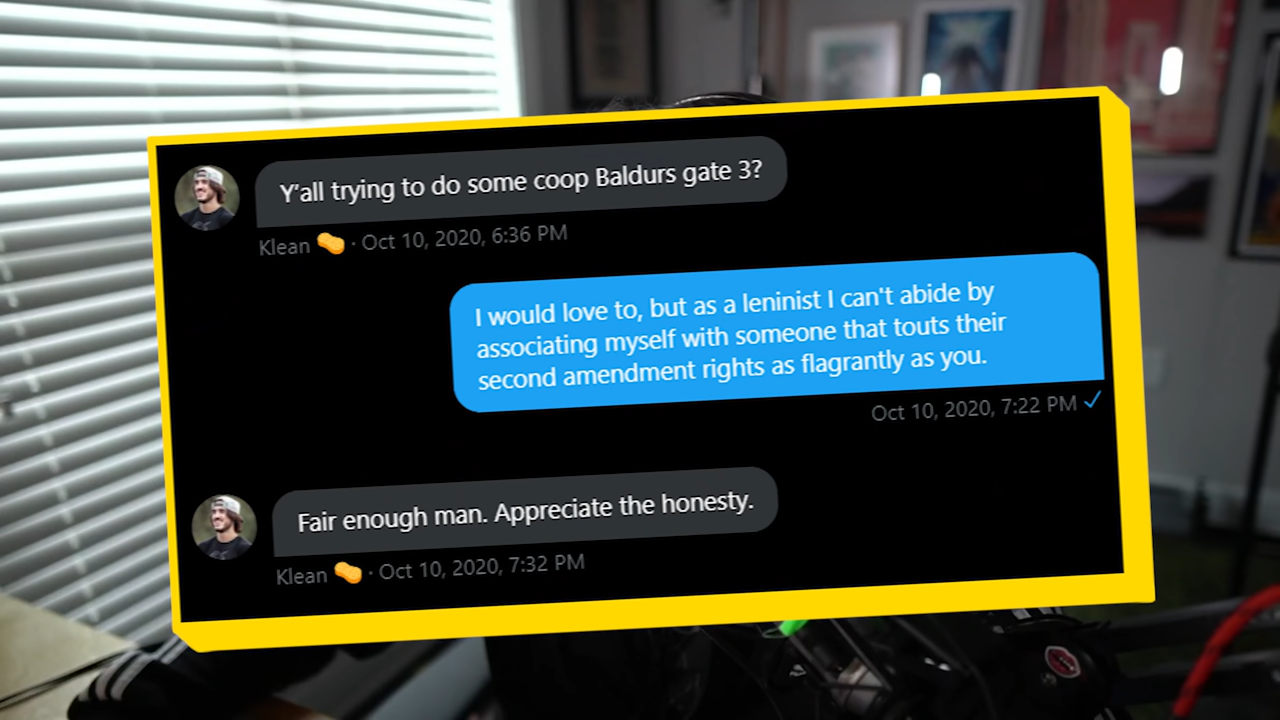 Y'all trying to do some coop Baldurs gate 3?
Klean 🥜 · Oct 10, 2020, 6:36 PM
I would love to, but as a leninist I can't abide by
associating myself with someone that touts their
second amendment rights as flagrantly as you.
Oct 10, 2020, 7:22 PM ✓
Fair enough man. Appreciate the honesty.
Klean 🥜 · Oct 10, 2020, 7:32 PM